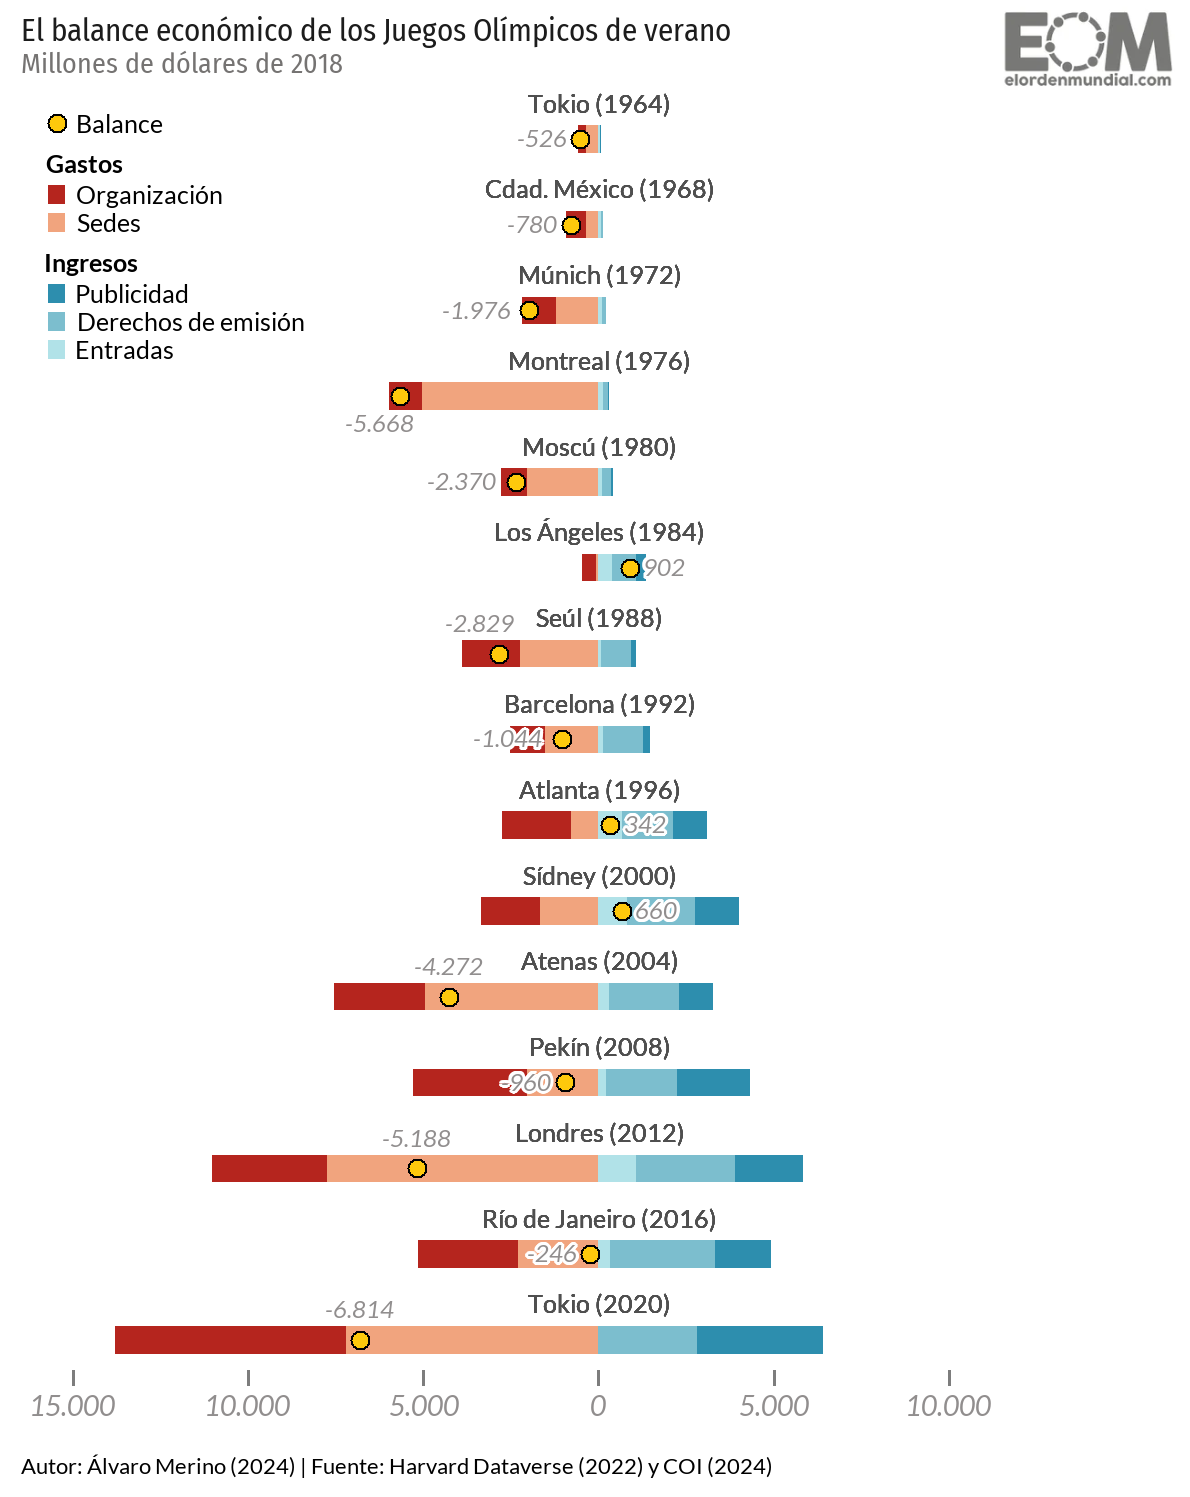 El balance económico de los Juegos Olímpicos de verano
Millones de dólares de 2018
EOM
elordenmundial.com
Balance
Gastos
Organización
Sedes
Ingresos
Publicidad
Derechos de emisión
Entradas
Tokio (1964)
-526
Cdad. México (1968)
-780
Múnich (1972)
-1.976
Montreal (1976)
-5.668
Moscú (1980)
-2.370
Los Ángeles (1984)
902
Seúl (1988)
-2.829
Barcelona (1992)
-1.044
Atlanta (1996)
342
Sídney (2000)
660
Atenas (2004)
-4.272
Pekín (2008)
-960
Londres (2012)
-5.188
Río de Janeiro (2016)
-246
Tokio (2020)
-6.814
15.000 10.000 5.000 0 5.000 10.000
Autor: Álvaro Merino (2024) | Fuente: Harvard Dataverse (2022) y COI (2024)